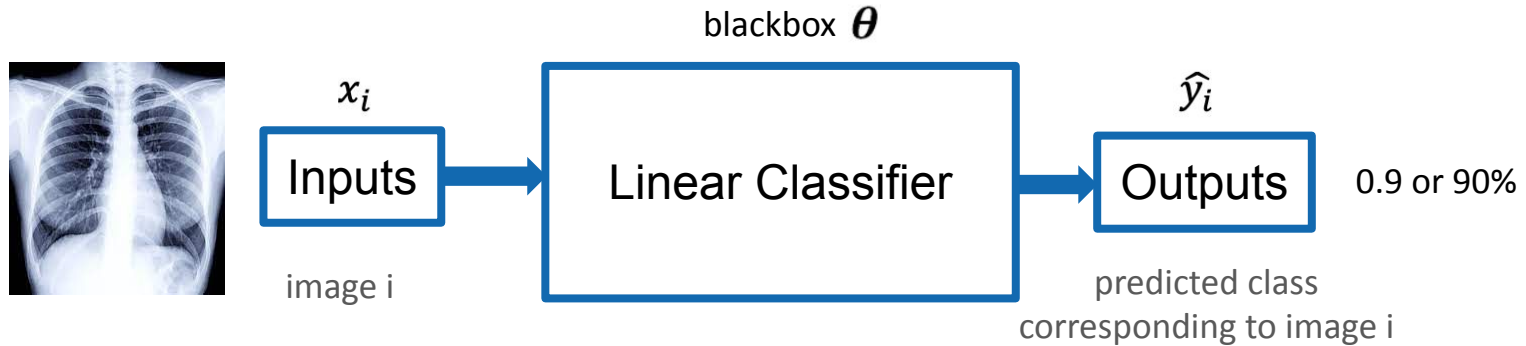 blackbox θ
x_i
ŷ_i
Inputs
Linear Classifier
Outputs
0.9 or 90%
image i
predicted class
corresponding to image i